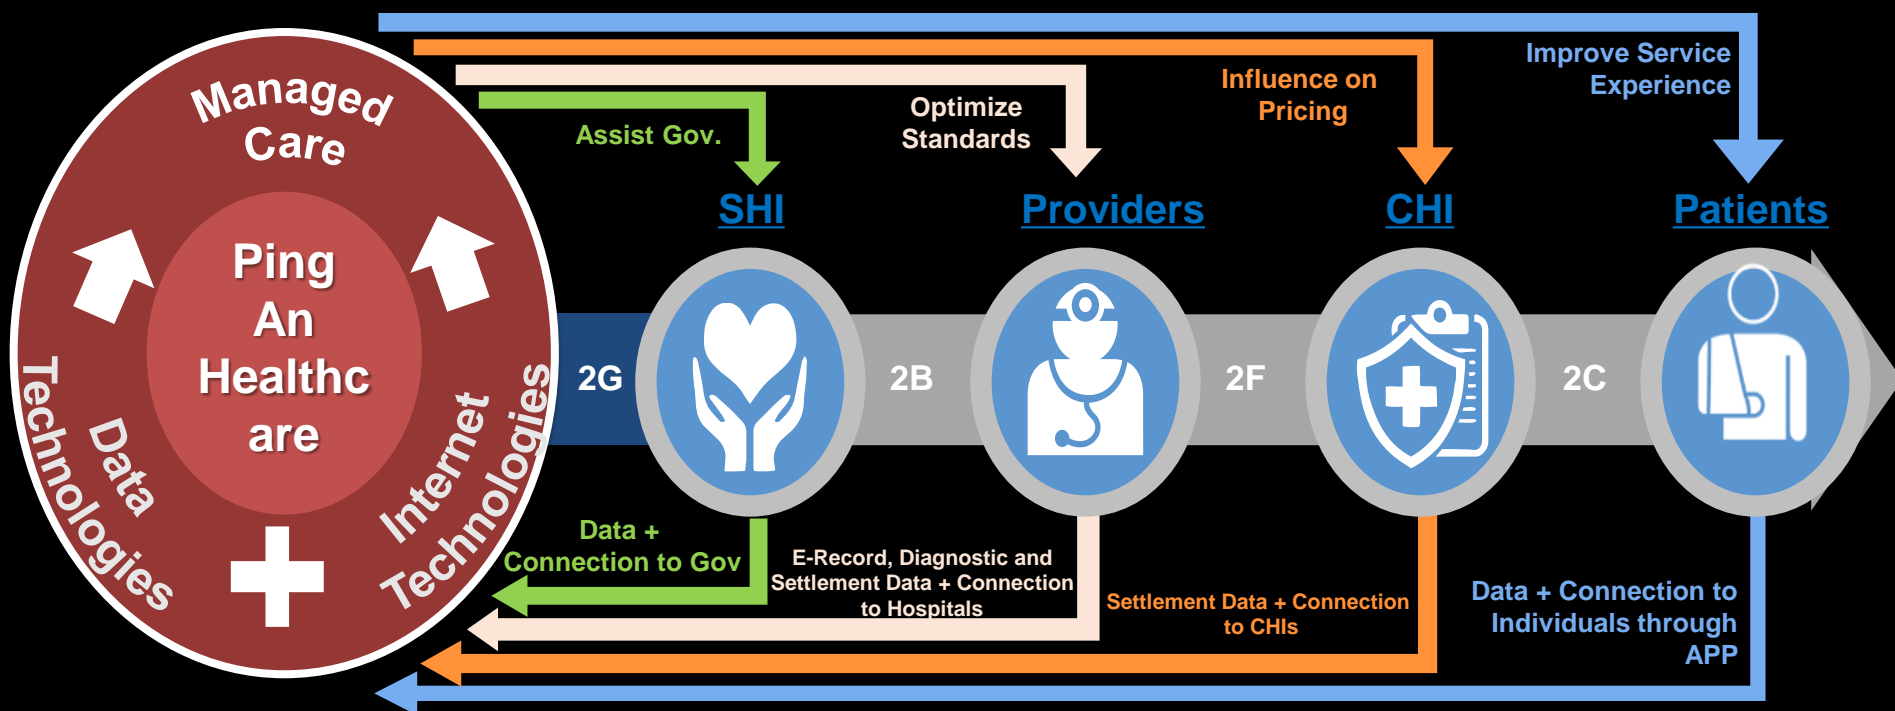 Managed
Care
Ping
An
Healthc
are
Data
Technologies
Internet
Technologies
Assist Gov.
Optimize
Standards
Influence on
Pricing
Improve Service
Experience
SHI
Providers
CHI
Patients
2G
2B
2F
2C
Data +
Connection to Gov
E-Record, Diagnostic and
Settlement Data + Connection
to Hospitals
Settlement Data + Connection
to CHIs
Data + Connection to
Individuals through
APP